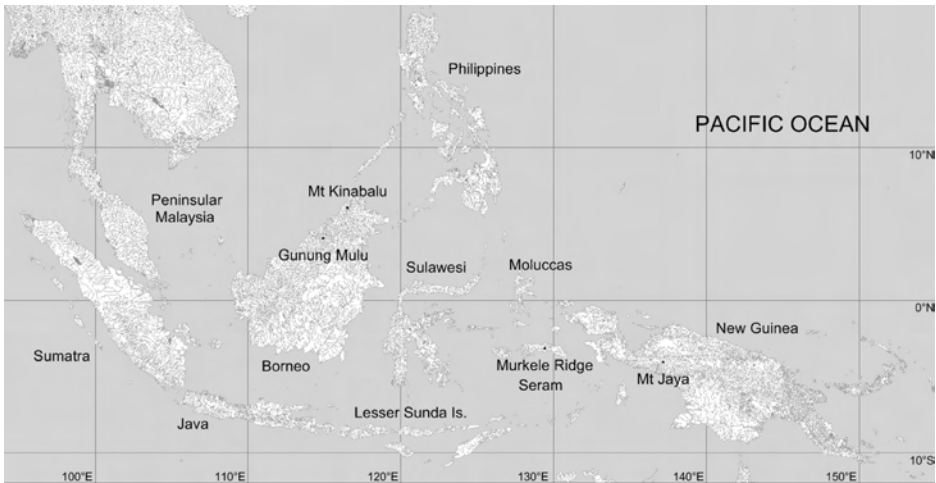 Philippines
PACIFIC OCEAN
10°N
Mt Kinabalu
Peninsular
Malaysia
Gunung Mulu
Sulawesi
Moluccas
0°N
New Guinea
Sumatra
Borneo
Murkele Ridge
Seram
Mt Jaya
Lesser Sunda Is.
Java
10°S
100°E
110°E
120°E
130°E
140°E
150°E